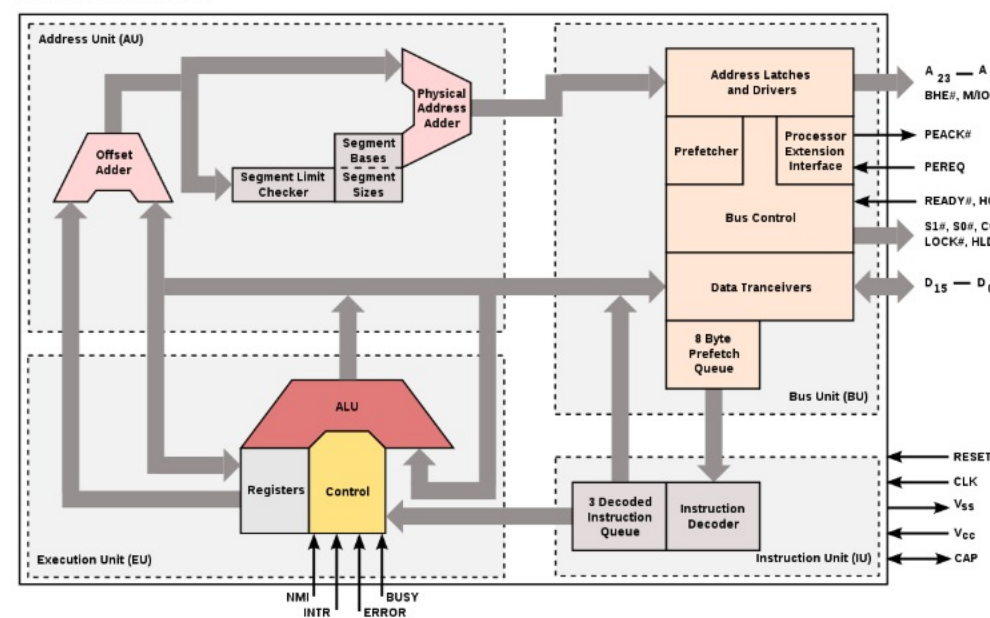 Address Unit (AU)
Offset
Adder
Physical
Address
Adder
Segment
Bases
Segment Limit
Checker
Segment
Sizes
Address Latches
and Drivers
Prefetcher
Processor
Extension
Interface
Bus Control
Data Tranceivers
8 Byte
Prefetch
Queue
Bus Unit (BU)
A 23 — A
BHE#, M/IO
PEACK#
PEREQ
READY#,
S1#, S0#,
LOCK#,
D15 — D
ALU
Registers
Control
Execution Unit (EU)
NMI
INTR
ERROR
BUSY
3 Decoded
Instruction
Queue
Instruction
Decoder
Instruction Unit (IU)
RESET
CLK
Vss
Vcc
CAP